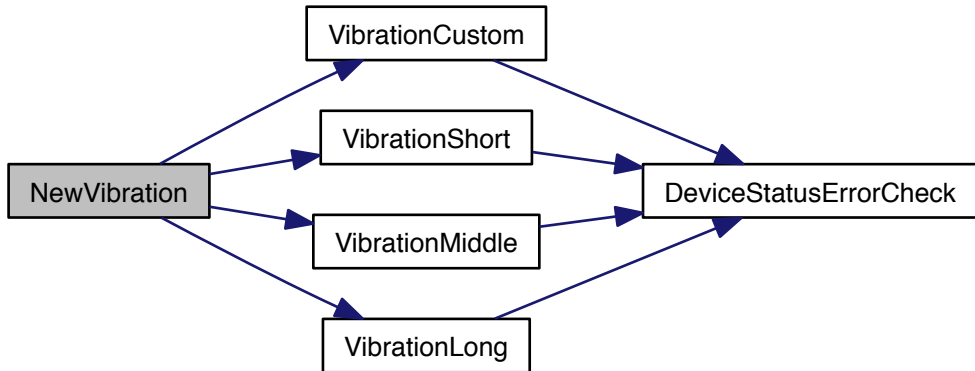 VibrationCustom
VibrationShort
NewVibration
DeviceStatusErrorCheck
VibrationMiddle
VibrationLong